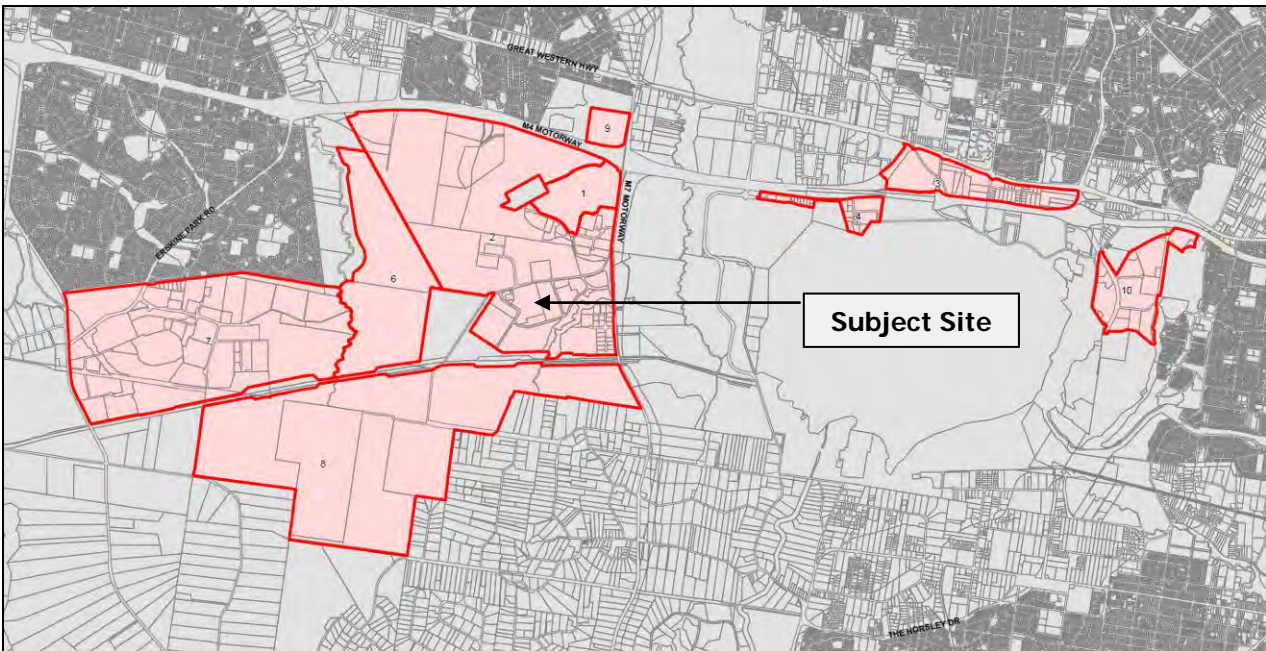 GREAT WESTERN HWY
M4 MOTORWAY
9
3
1
M7 MOTORWAY
4
ERSKINE PARK RD
2
6
10
Subject Site
7
8
THE HORSLEY DR